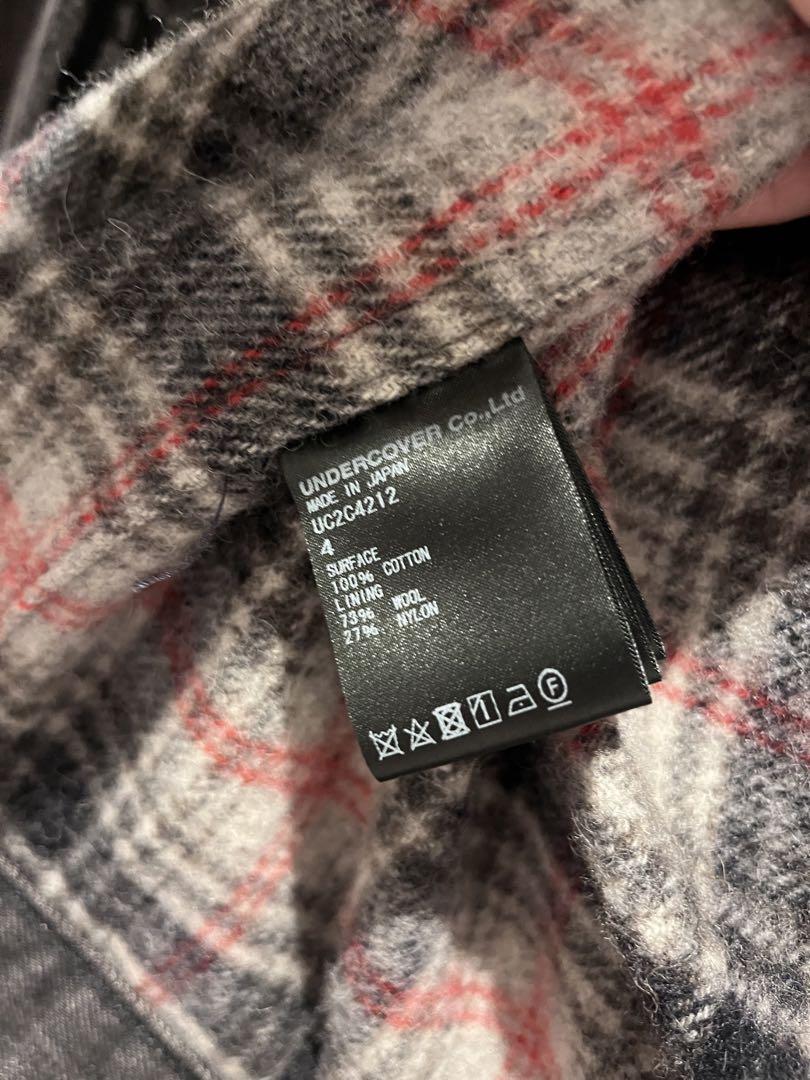 UNDERCOVER Co.,Ltd
MADE IN JAPAN
UC2C4212
4
SURFACE
100% COTTON
LINING
73% WOOL
27% NYLON
F